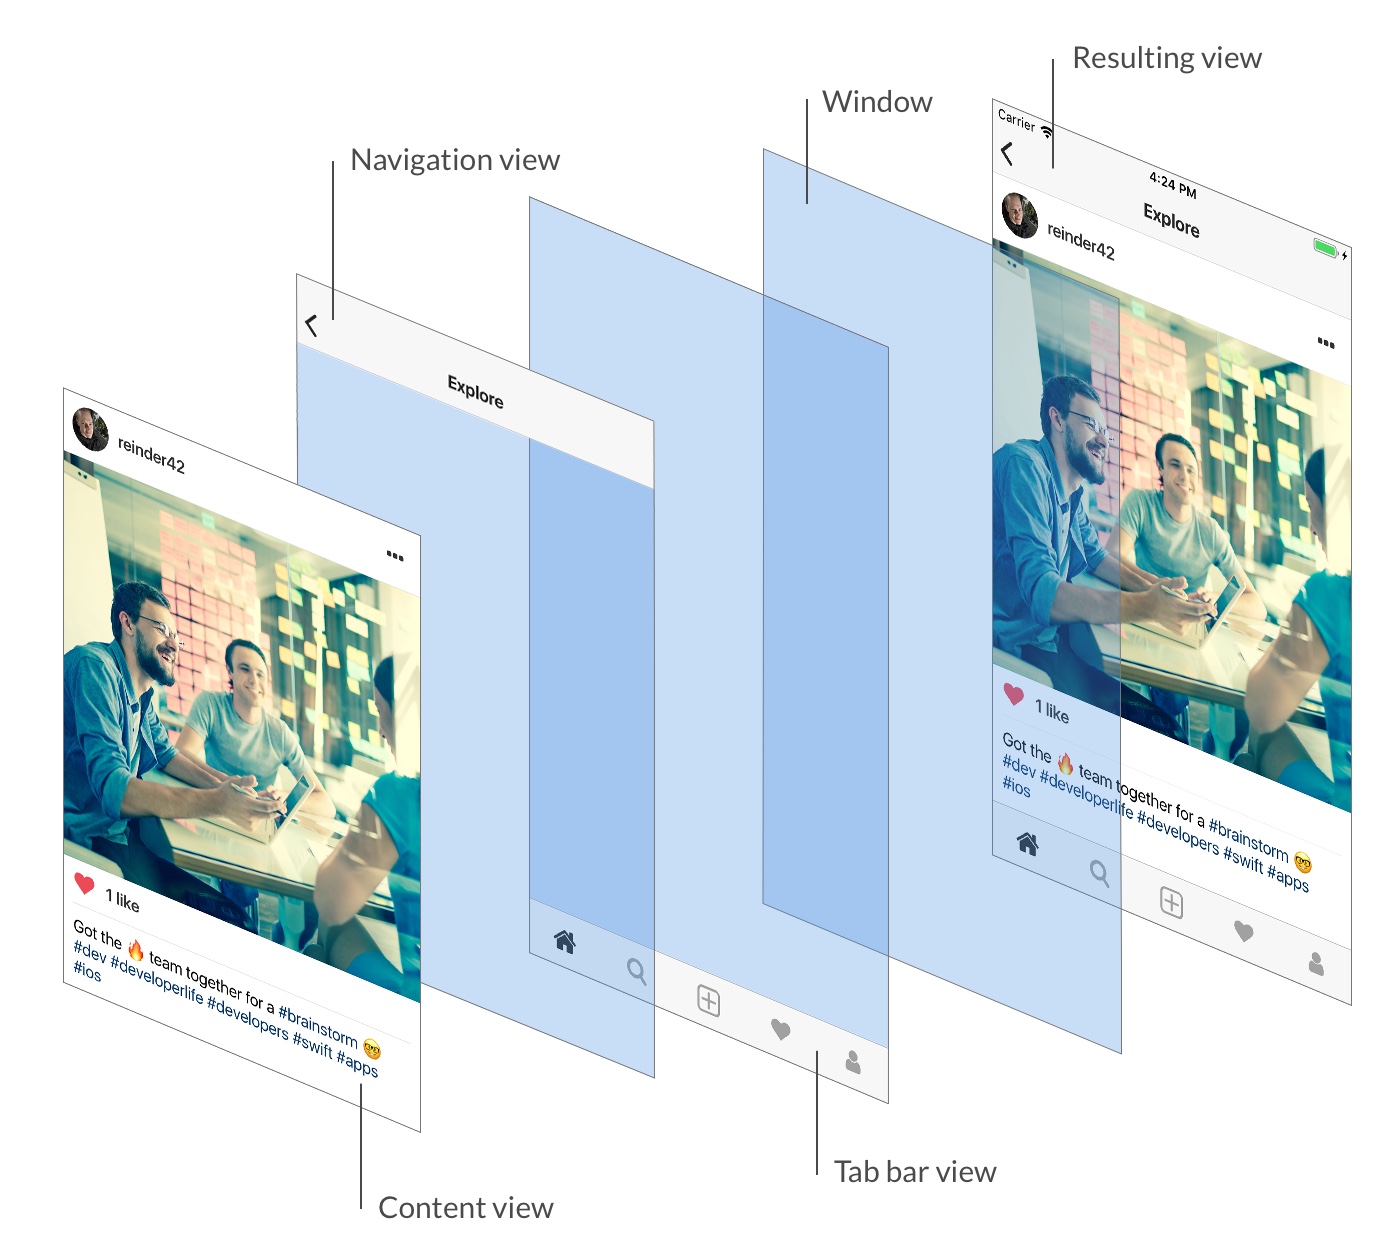 Resulting view
Window
Navigation view
Carrier
4:24 PM
Explore
reinder42
1 like
Got the 🔥 team together for a #brainstorm 🤓
#dev #developerlife #developers #swift #apps
#ios
Explore
reinder42
1 like
Got the 🔥 team together for a #brainstorm 🤓
#dev #developerlife #developers #swift #apps
#ios
Tab bar view
Content view